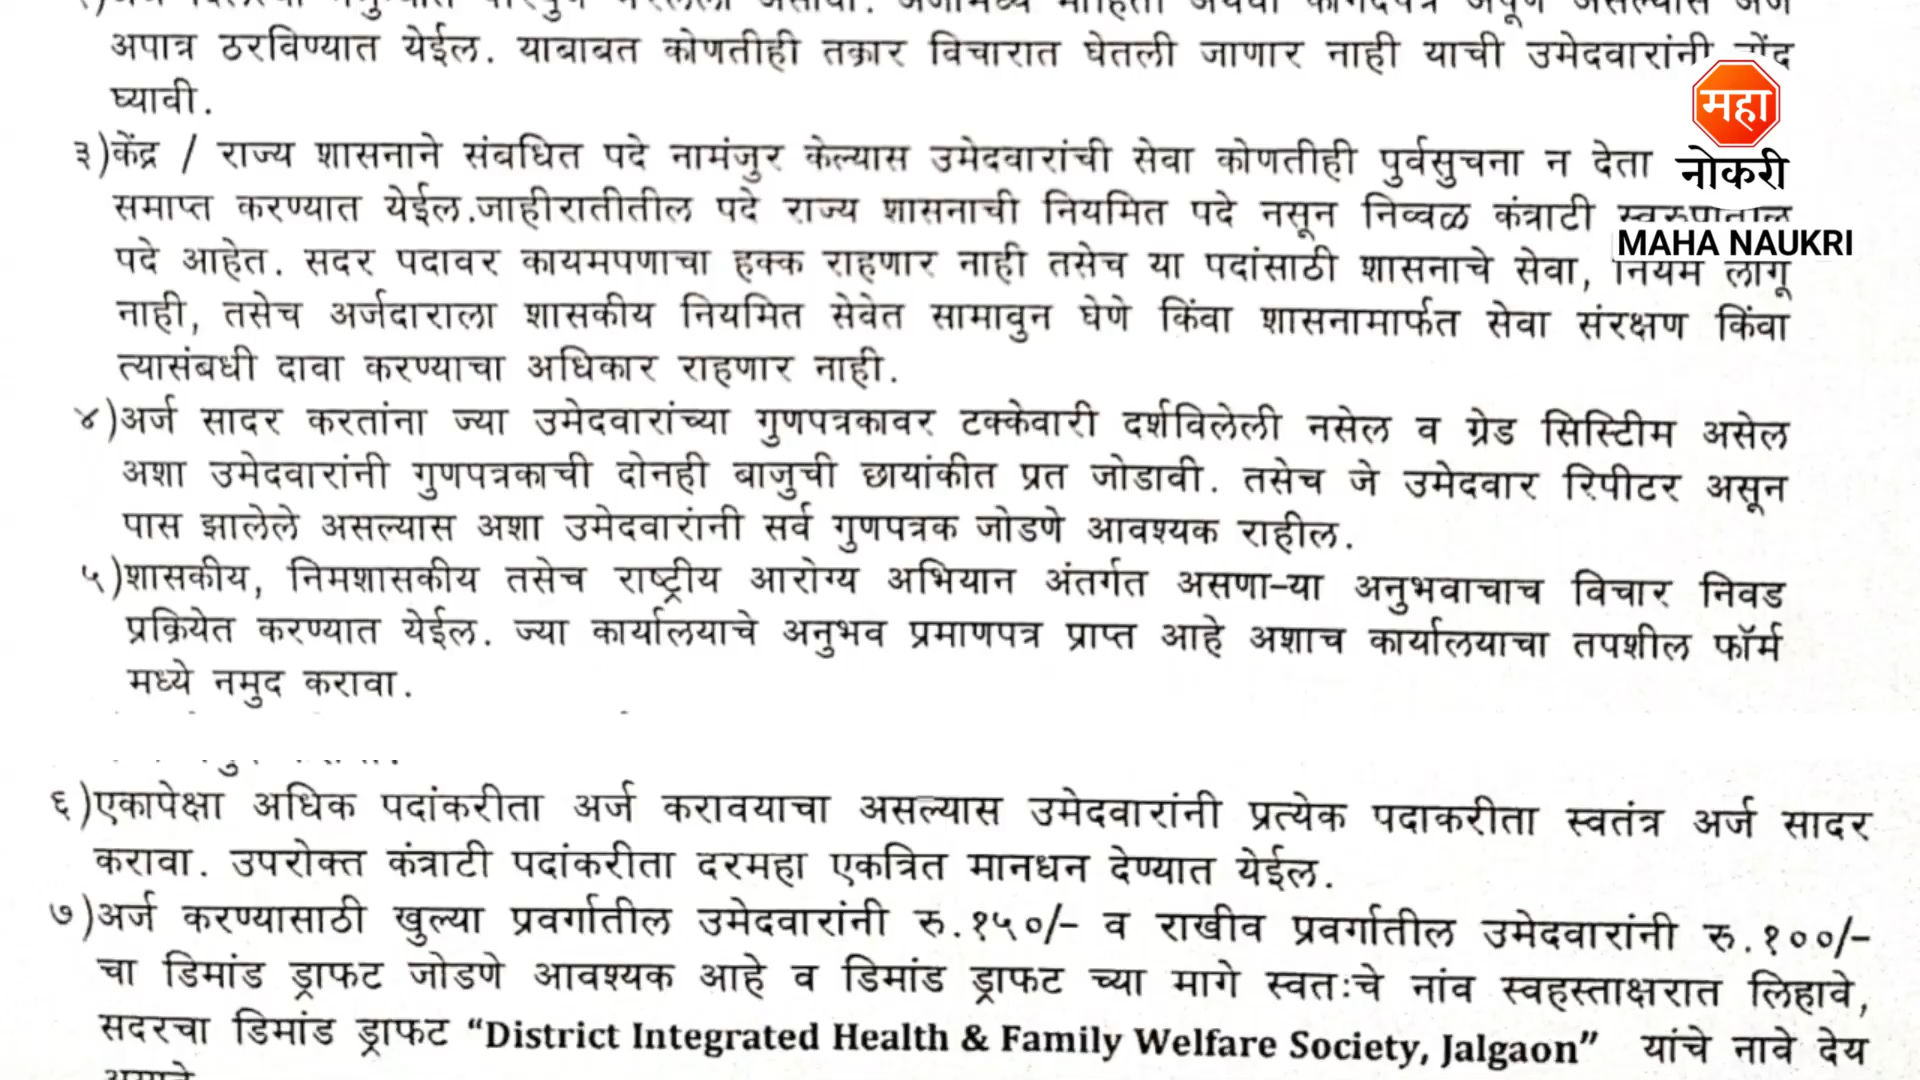 अपात्र ठरविण्यात येईल. याबाबत कोणतीही तक्रार विचारात घेतली जाणार नाही याची उमेदवारांनी नोंद
घ्यावी.
३)केंद्र / राज्य शासनाने संबधित पदे नामंजुर केल्यास उमेदवारांची सेवा कोणतीही पुर्वसुचना न देता
समाप्त करण्यात येईल.जाहीरातीतील पदे राज्य शासनाची नियमित पदे नसून निव्वळ कंत्राटी स्वरुपातील
पदे आहेत. सदर पदावर कायमपणाचा हक्क राहणार नाही तसेच या पदांसाठी शासनाचे सेवा, नियम लागू
नाही, तसेच अर्जदाराला शासकीय नियमित सेवेत सामावुन घेणे किंवा शासनामार्फत सेवा संरक्षण किंवा
त्यासंबधी दावा करण्याचा अधिकार राहणार नाही.
४)अर्ज सादर करतांना ज्या उमेदवारांच्या गुणपत्रकावर टक्केवारी दर्शविलेली नसेल व ग्रेड सिस्टिीम असेल
अशा उमेदवारांनी गुणपत्रकाची दोनही बाजुची छायांकीत प्रत जोडावी. तसेच जे उमेदवार रिपीटर असून
पास झालेले असल्यास अशा उमेदवारांनी सर्व गुणपत्रक जोडणे आवश्यक राहील.
५)शासकीय, निमशासकीय तसेच राष्ट्रीय आरोग्य अभियान अंतर्गत असणा-या अनुभवाचाच विचार निवड
प्रक्रियेत करण्यात येईल. ज्या कार्यालयाचे अनुभव प्रमाणपत्र प्राप्त आहे अशाच कार्यालयाचा तपशील फॉर्म
मध्ये नमुद करावा.
६)एकापेक्षा अधिक पदांकरीता अर्ज करावयाचा असल्यास उमेदवारांनी प्रत्येक पदाकरीता स्वतंत्र अर्ज सादर
करावा. उपरोक्त कंत्राटी पदांकरीता दरमहा एकत्रित मानधन देण्यात येईल.
७)अर्ज करण्यासाठी खुल्या प्रवर्गातील उमेदवारांनी रु.१५०/- व राखीव प्रवर्गातील उमेदवारांनी रु.१००/-
चा डिमांड ड्राफट जोडणे आवश्यक आहे व डिमांड ड्राफट च्या मागे स्वतःचे नांव स्वहस्ताक्षरात लिहावे,
सदरचा डिमांड ड्राफट “District Integrated Health & Family Welfare Society, Jalgaon” यांचे नावे देय
महा
नोकरी
MAHA NAUKRI